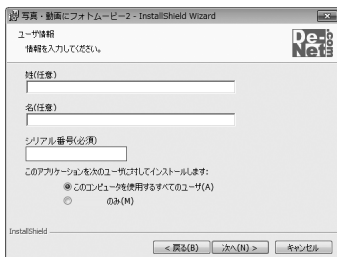 写真・動画にフォトムービー2 - InstallShield Wizard
ユーザ情報
情報を入力してください。
De-Net.com
姓(任意)
名(任意)
シリアル番号(必須)
このアプリケーションを次のユーザに対してインストールします:
このコンピュータを使用するすべてのユーザ(A)
のみ(M)
InstallShield
< 戻る(B)
次へ(N) >
キャンセル